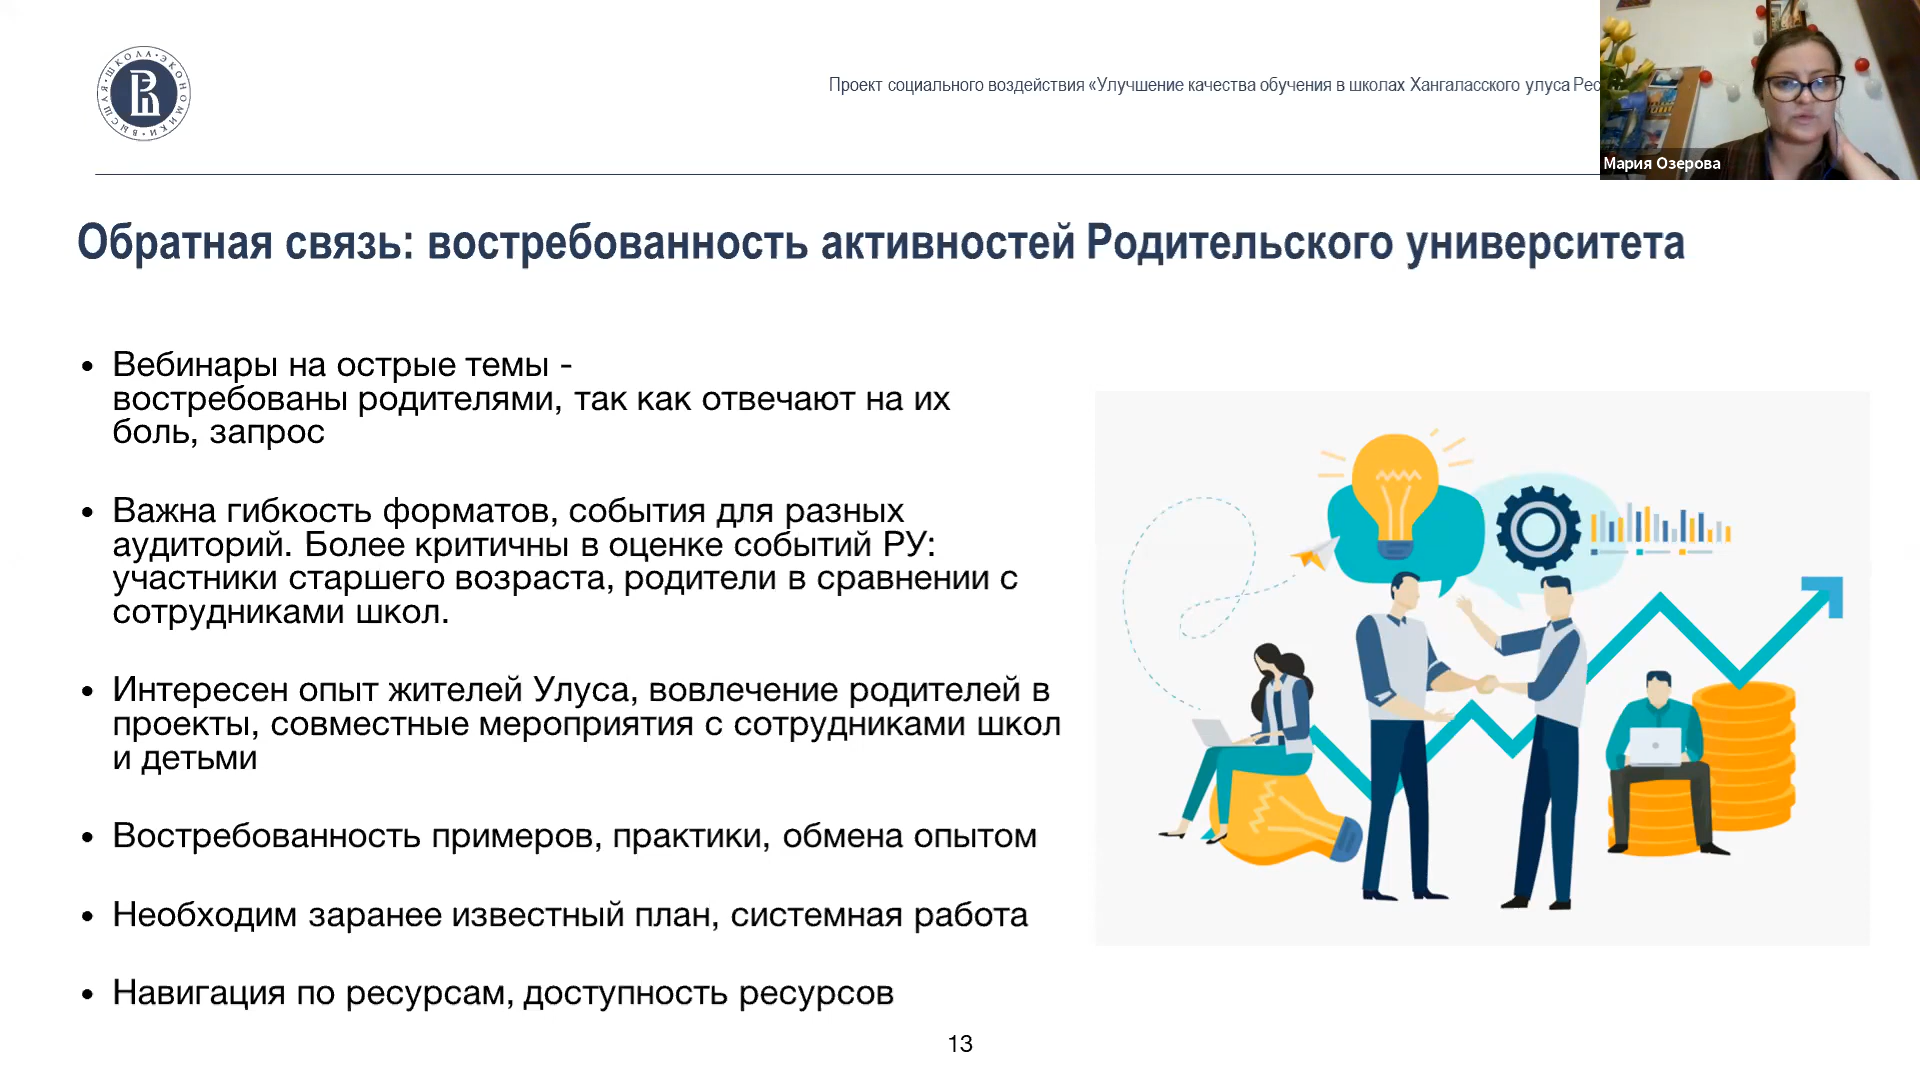 ВЫСШАЯ ШКОЛА ЭКОНОМИКИ
Проект социального воздействия «Улучшение качества обучения в школах Хангаласского улуса
Мария Озерова
Обратная связь: востребованность активностей Родительского университета
• Вебинары на острые темы -
востребованы родителями, так как отвечают на их
боль, запрос
• Важна гибкость форматов, события для разных
аудиторий. Более критичны в оценке событий РУ:
участники старшего возраста, родители в сравнении с
сотрудниками школ.
• Интересен опыт жителей Улуса, вовлечение родителей в
проекты, совместные мероприятия с сотрудниками школ
и детьми
• Востребованность примеров, практики, обмена опытом
• Необходим заранее известный план, системная работа
• Навигация по ресурсам, доступность ресурсов
13